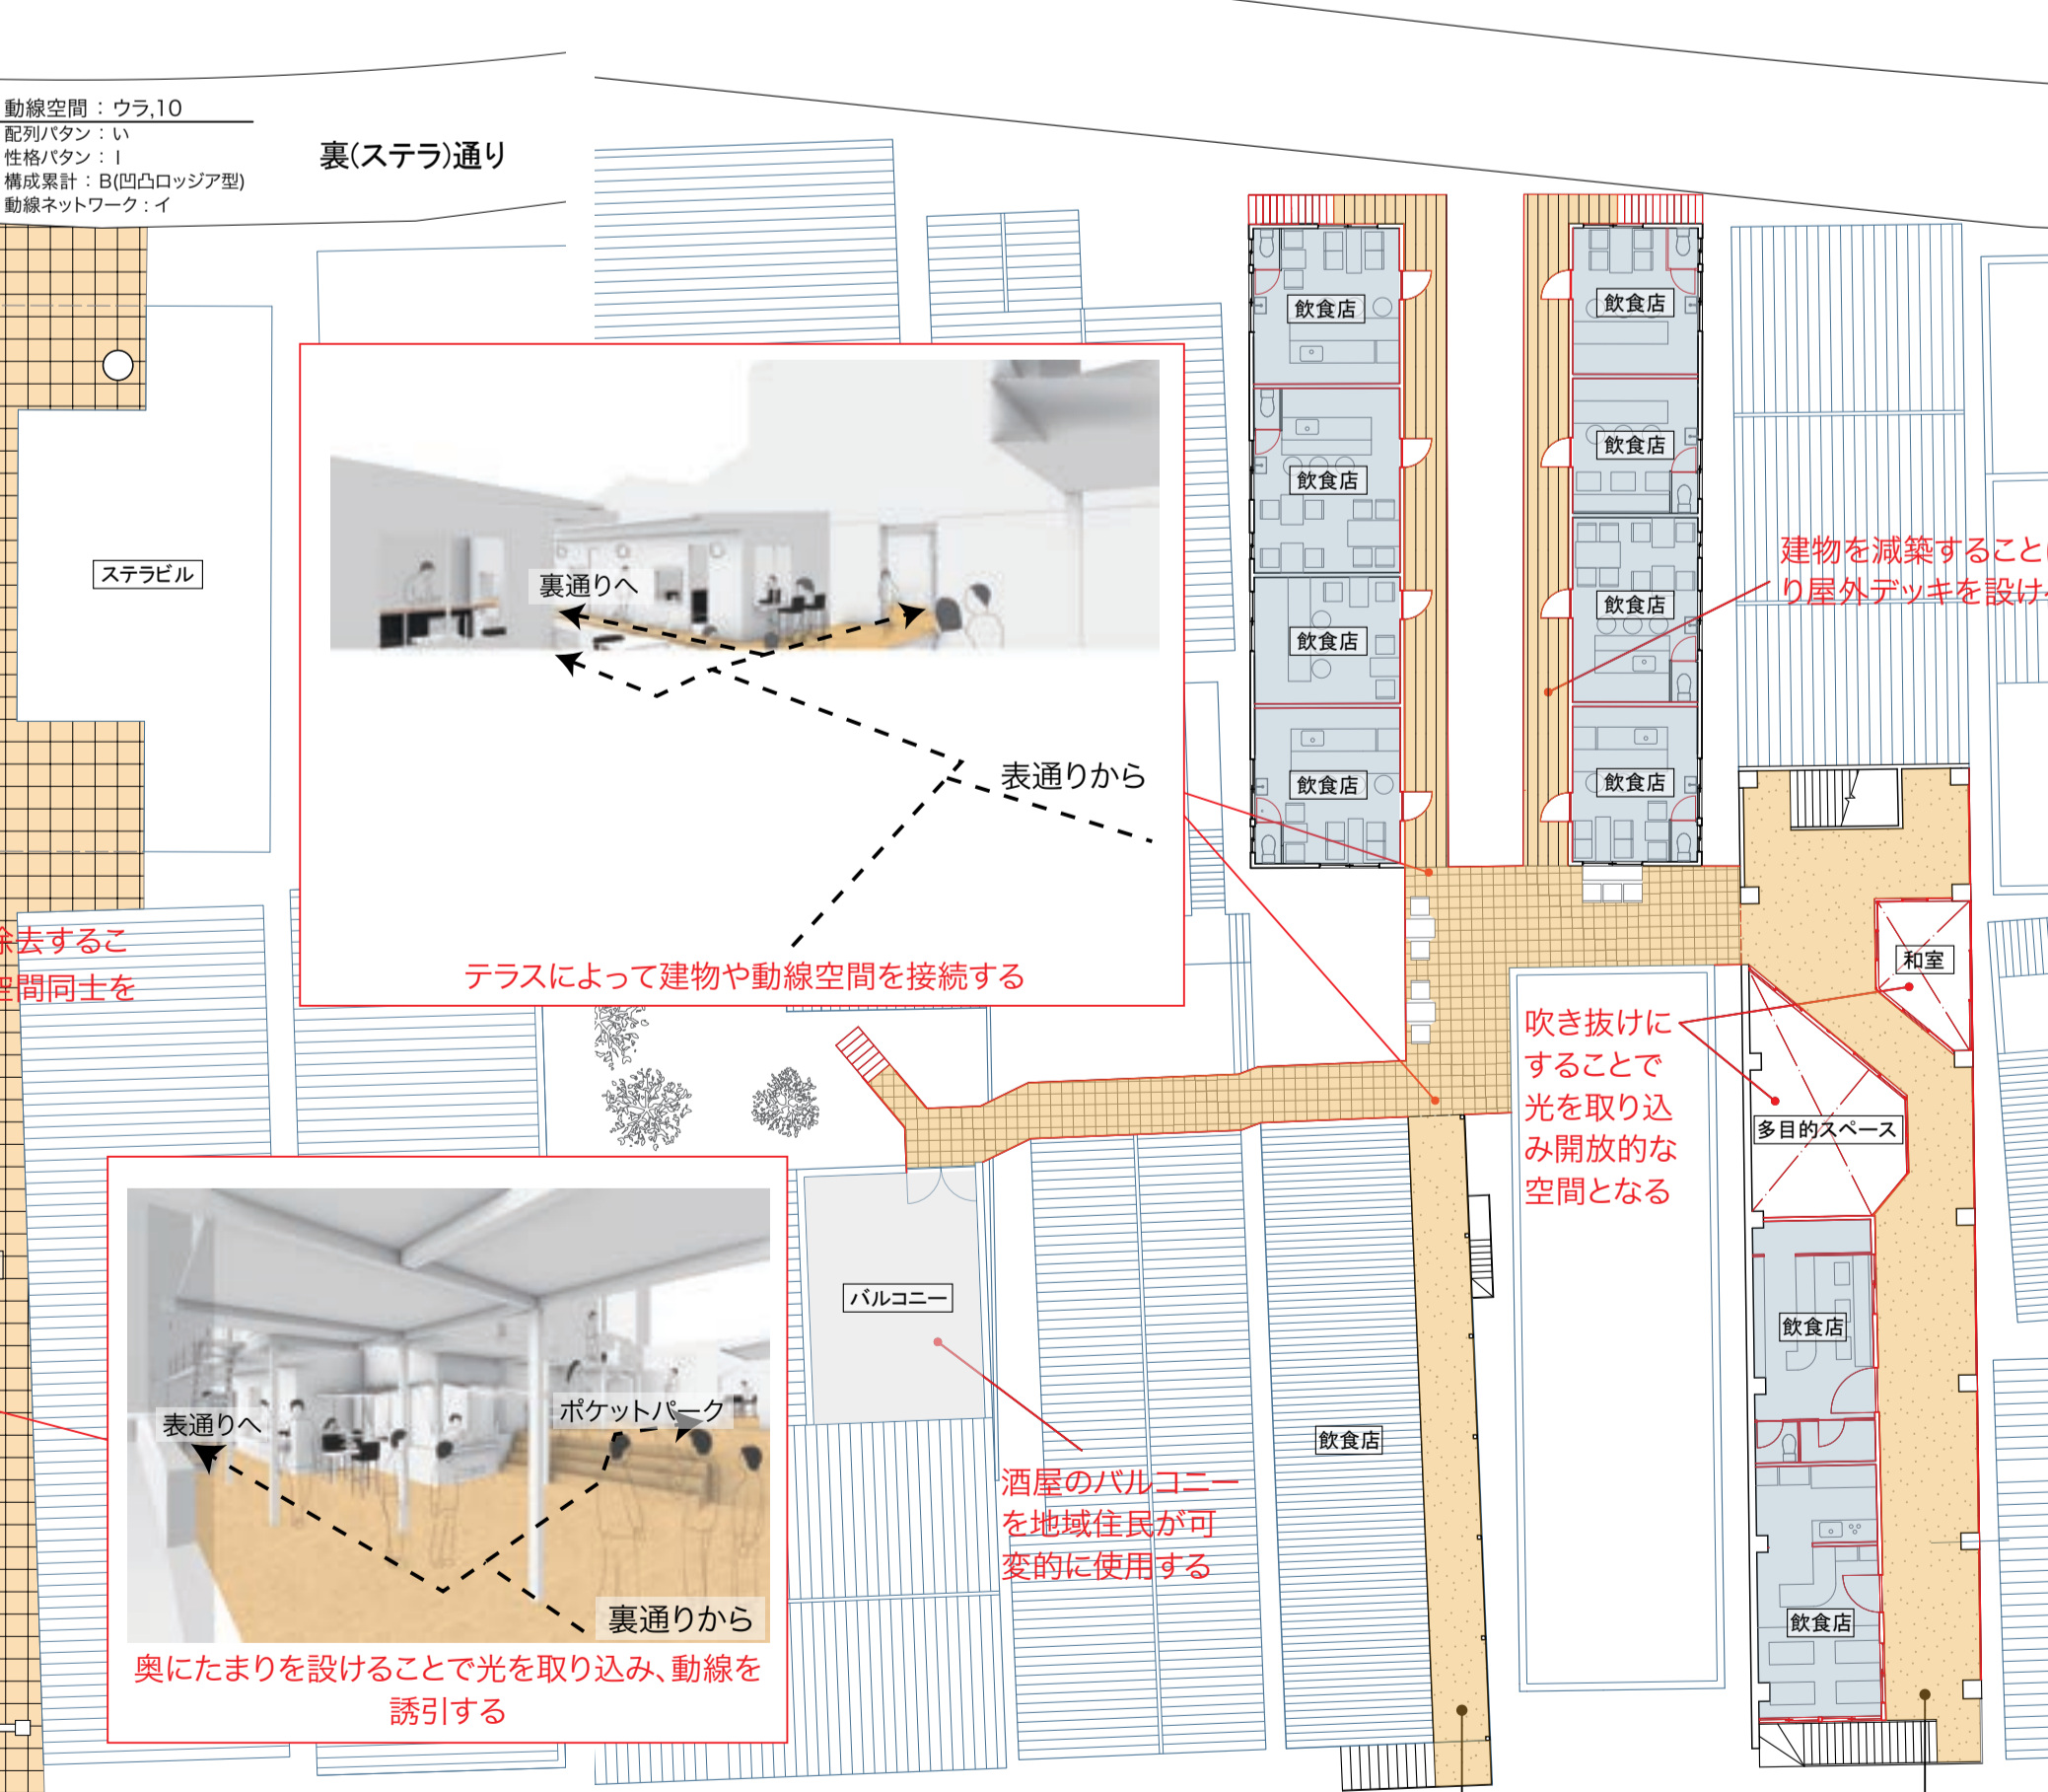 動線空間 : ウラ,10
配列パタン : い
性格パタン : I
構成累計 : B(凹凸ロッジア型)
動線ネットワーク : イ
裏(ステラ)通り
ステラビル
飲食店
飲食店
飲食店
飲食店
飲食店
飲食店
飲食店
飲食店
建物を減築すること
り屋外デッキを設け
裏通りへ
表通りから
テラスによって建物や動線空間を接続する
除去するこ
空間同士を
和室
吹き抜けに
することで
光を取り込
み開放的な
空間となる
多目的スペース
バルコニー
飲食店
飲食店
飲食店
酒屋のバルコニー
を地域住民が可
変的に使用する
表通りへ
ポケットパーク
裏通りから
奥にたまりを設けることで光を取り込み、動線を
誘引する